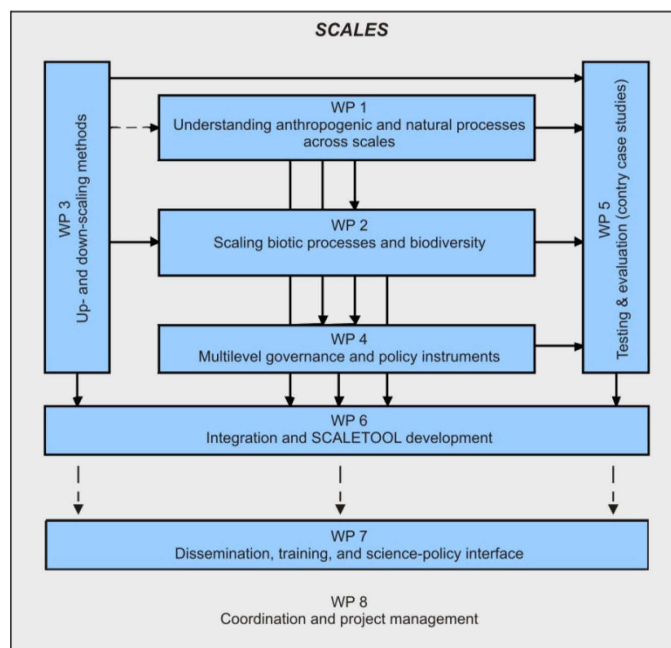 SCALES
WP 3
Up- and down-scaling methods
WP 1
Understanding anthropogenic and natural processes
across scales
WP 2
Scaling biotic processes and biodiversity
WP 4
Multilevel governance and policy instruments
WP 5
Testing & evaluation (contry case studies)
WP 6
Integration and SCALETOOL development
WP 7
Dissemination, training, and science-policy interface
WP 8
Coordination and project management